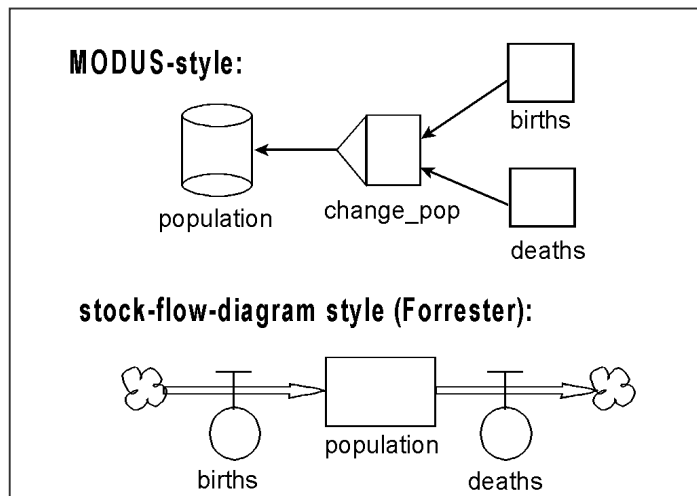 MODUS-style:
births
population
change_pop
deaths
stock-flow-diagram style (Forrester):
population
births
deaths